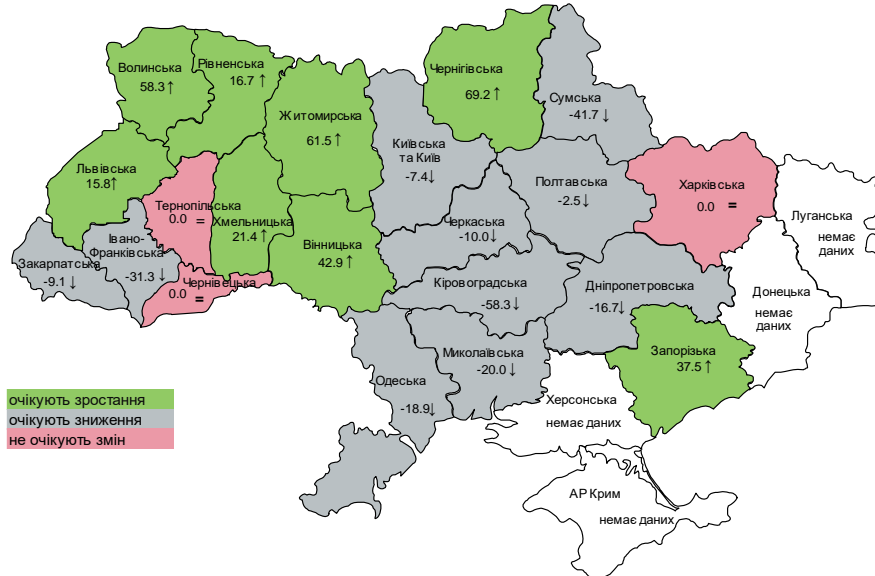 Волинська
58.3 ↑
Рівненська
16.7 ↑
Житомирська
61.5 ↑
Чернігівська
69.2 ↑
Сумська
-41.7 ↓
Київська
та Київ
-7.4↓
Львівська
15.8↑
Тернопільська
0.0 =
Хмельницька
21.4 ↑
Вінницька
42.9 ↑
Черкаська
-10.0↓
Полтавська
-2.5↓
Харківська
0.0 =
Луганська
немає
даних
Закарпатська
-9.1 ↓
Івано-
Франківська
-31.3 ↓
Чернівецька
0.0 =
Кіровоградська
-58.3↓
Дніпропетровська
-16.7↓
Донецька
немає
даних
Запорізька
37.5 ↑
Миколаївська
-20.0 ↓
Одеська
-18.9↓
Херсонська
немає даних
АР Крим
немає даних
очікують зростання
очікують зниження
не очікують змін